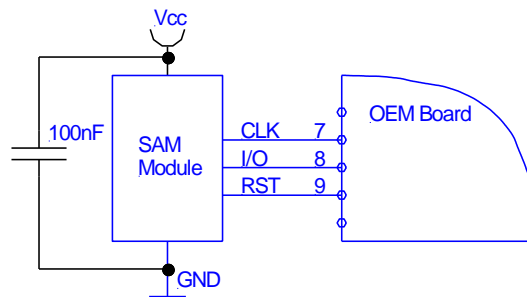 Vcc
100nF
SAM
Module
CLK 7
I/O 8
RST 9
OEM Board
GND